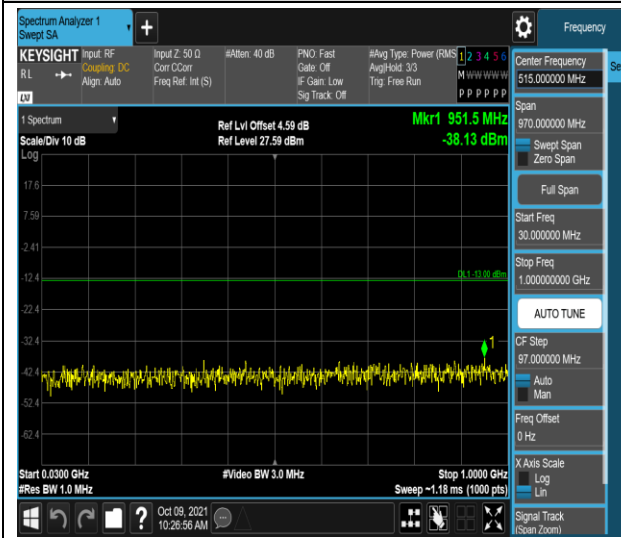 Spectrum Analyzer 1
Swept SA
+
Frequency
KEYSIGHT
RL
LXI
Input: RF
Coupling: DC
Align: Auto
Input Z: 50 Ω
Corr CCorr
Freq Ref: Int (S)
#Atten: 40 dB
PNO: Fast
Gate: Off
IF Gain: Low
Sig Track: Off
#Avg Type: Power (RMS
Avg|Hold: 3/3
Trig: Free Run
1 2 3 4 5 6
M W W W W W
P P P P P P
Center Frequency
515.000000 MHz
Se
Span
970.000000 MHz
Swept Span
Zero Span
Full Span
Start Freq
30.000000 MHz
Stop Freq
1.000000000 GHz
AUTO TUNE
CF Step
97.000000 MHz
Auto
Man
Freq Offset
0 Hz
X Axis Scale
Log
Lin
Signal Track
(Span Zoom)
1 Spectrum
Scale/Div 10 dB
Ref Lvl Offset 4.59 dB
Ref Level 27.59 dBm
Mkr1 951.5 MHz
-38.13 dBm
Log
17.6
7.59
-2.41
-12.4
DL1 -13.00 dBm
-22.4
-32.4
1
-42.4
-52.4
-62.4
Start 0.0300 GHz
#Video BW 3.0 MHz
Stop 1.0000 GHz
#Res BW 1.0 MHz
Sweep ~1.18 ms (1000 pts)
?
Oct 09, 2021
10:26:56 AM